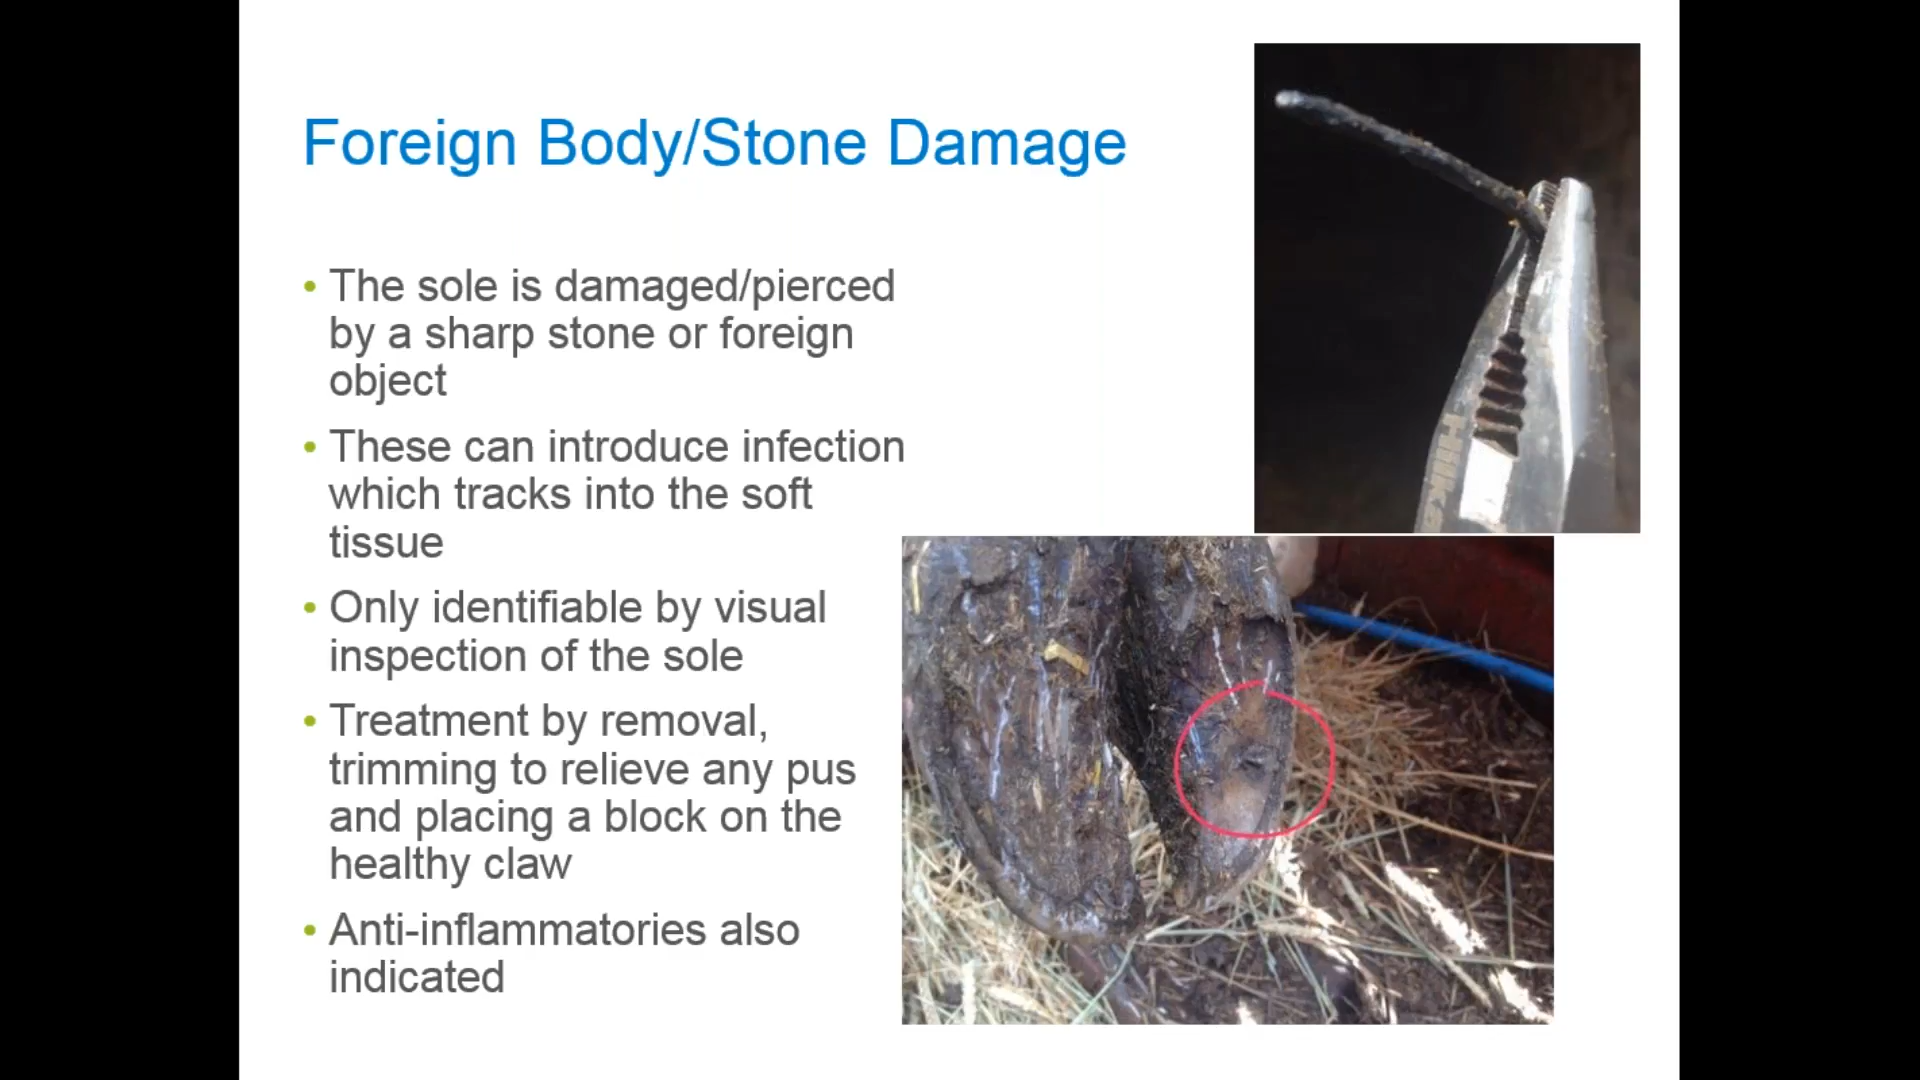 Foreign Body/Stone Damage
• The sole is damaged/pierced
by a sharp stone or foreign
object
• These can introduce infection
which tracks into the soft
tissue
• Only identifiable by visual
inspection of the sole
• Treatment by removal,
trimming to relieve any pus
and placing a block on the
healthy claw
• Anti-inflammatories also
indicated